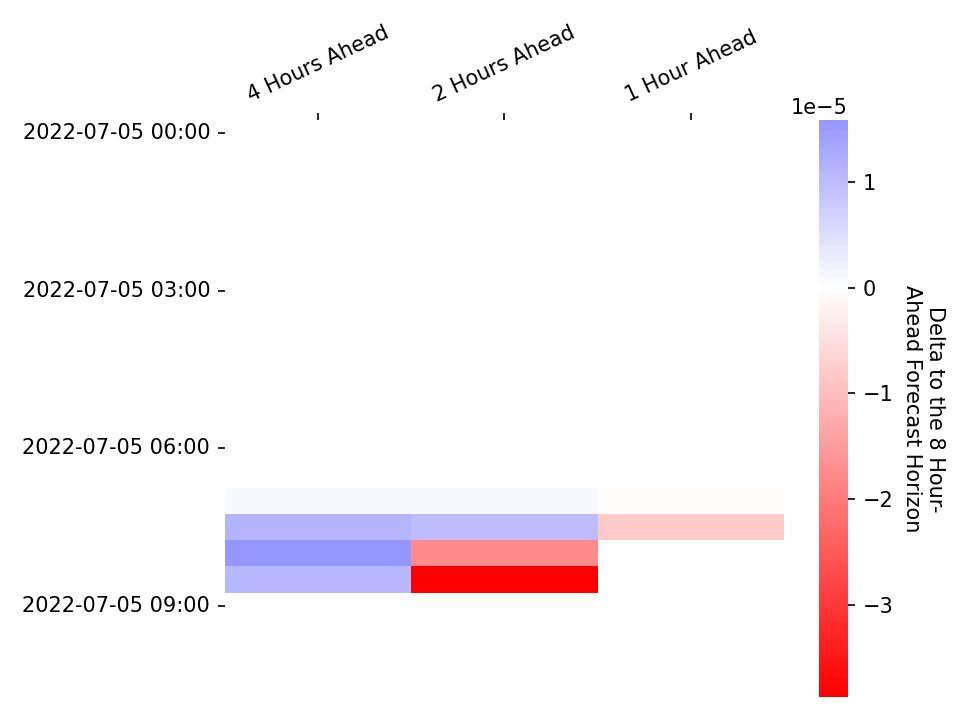 4 Hours Ahead
2 Hours Ahead
1 Hour Ahead
1e−5
2022-07-05 00:00
2022-07-05 03:00
2022-07-05 06:00
2022-07-05 09:00
1
0
−1
−2
−3
Delta to the 8 Hour-
Ahead Forecast Horizon